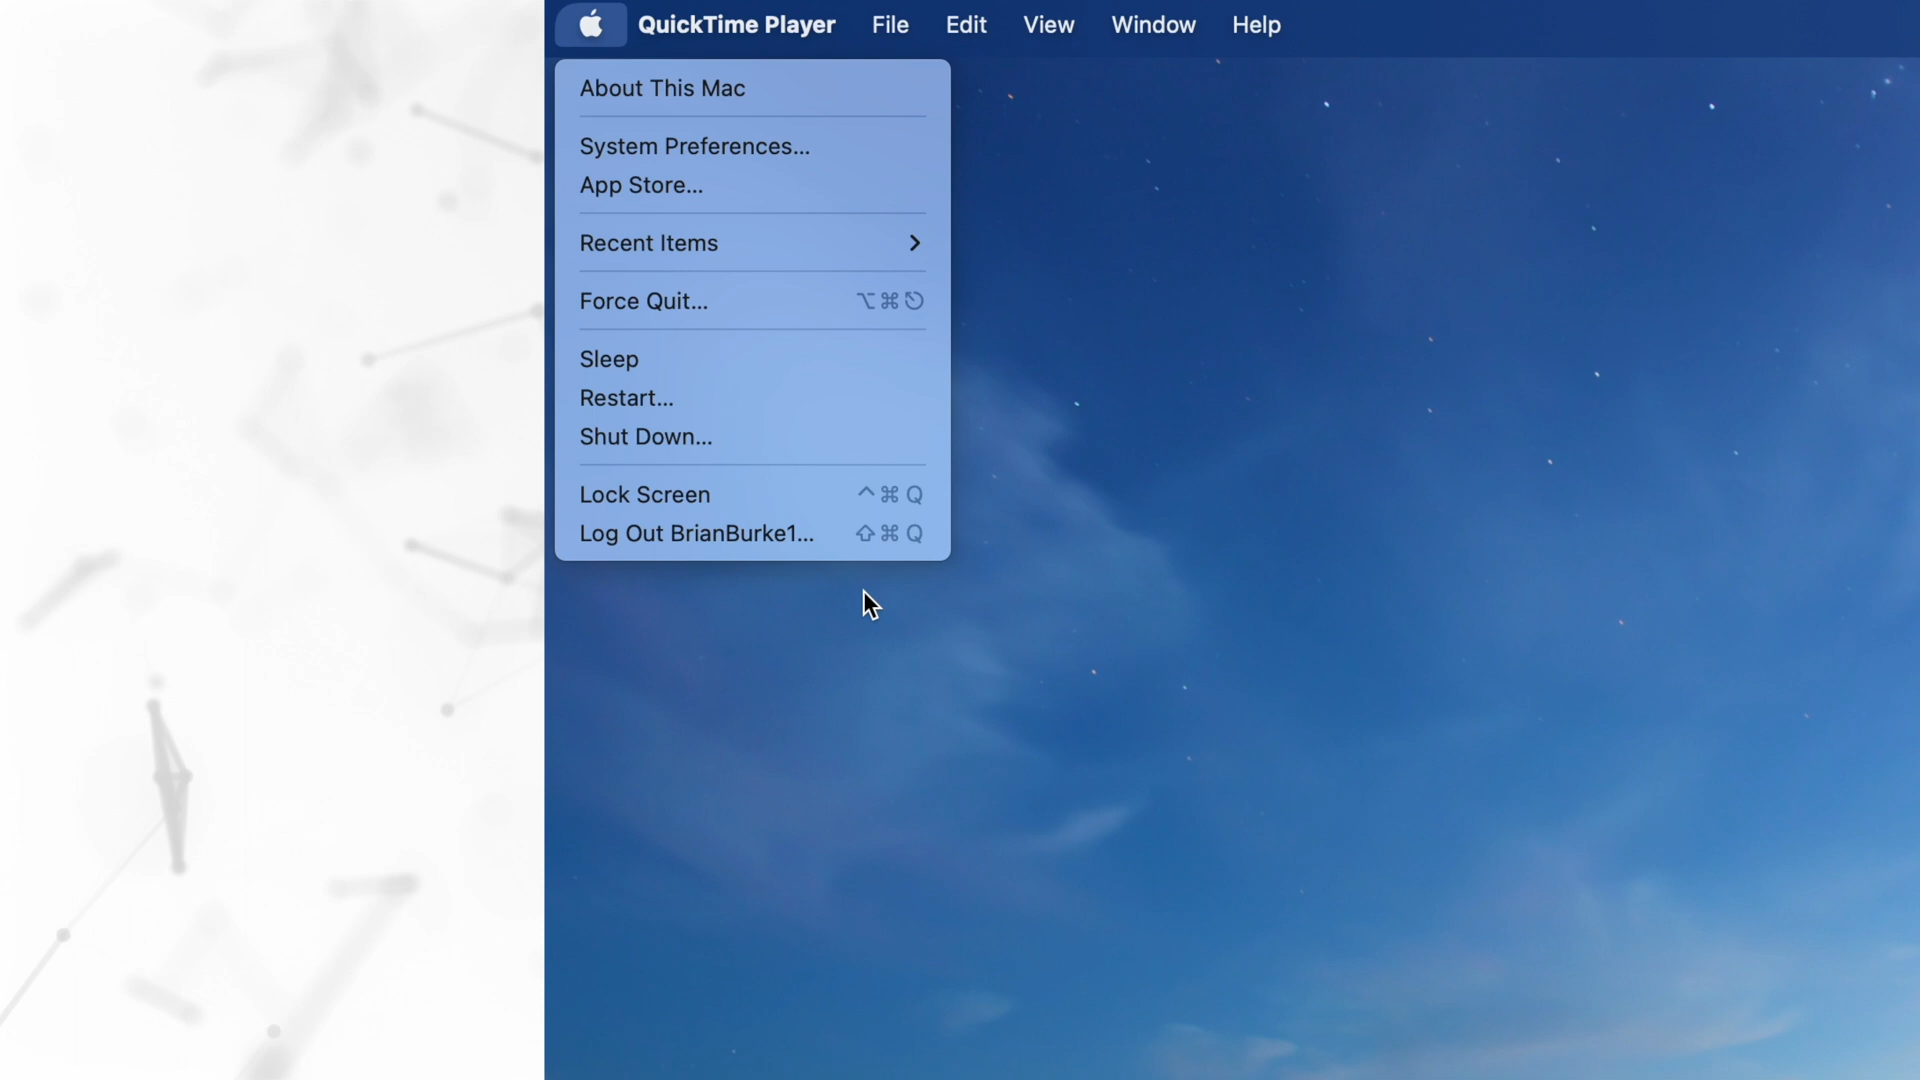 QuickTime Player File Edit View Window Help
About This Mac
System Preferences...
App Store...
Recent Items
Force Quit... ⌥⌘⎋
Sleep
Restart...
Shut Down...
Lock Screen ^⌘Q
Log Out BrianBurke1... ⇧⌘Q